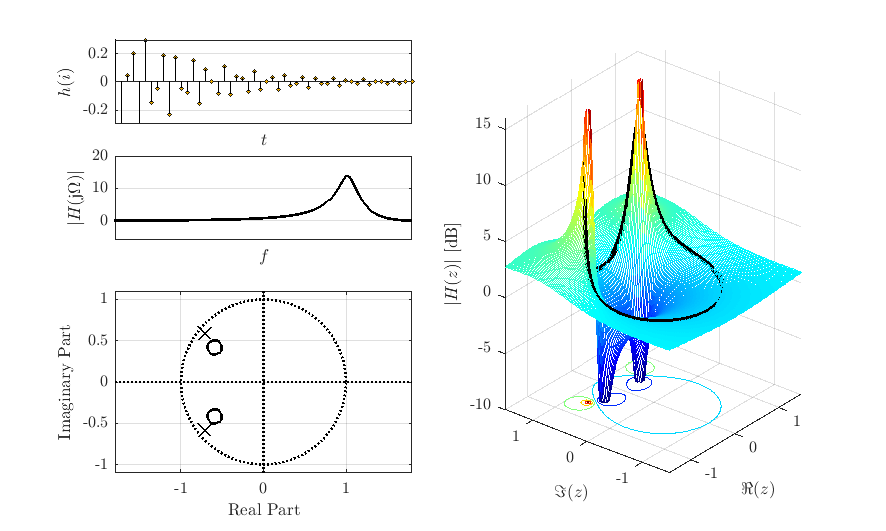 0.2
0
-0.2
h(i)
t
20
10
0
|H(jΩ)|
f
1
0.5
0
-0.5
-1
Imaginary Part
-1
0
1
Real Part
15
10
5
0
-5
-10
|H(z)| [dB]
1
0
-1
ℑ(z)
-1
0
1
ℜ(z)